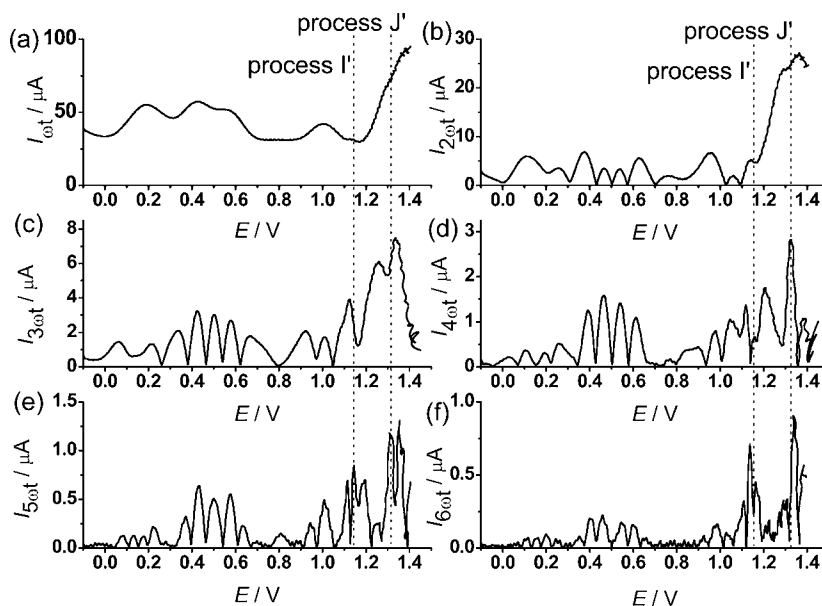 process J'
process I'
(a)
I_ωt / μA
100
50
0
0.0 0.2 0.4 0.6 0.8 1.0 1.2 1.4
E / V
process J'
process I'
(b)
I_2ωt / μA
30
20
10
0
0.0 0.2 0.4 0.6 0.8 1.0 1.2 1.4
E / V
(c)
I_3ωt / μA
8
6
4
2
0
0.0 0.2 0.4 0.6 0.8 1.0 1.2 1.4
E / V
(d)
I_4ωt / μA
3
2
1
0
0.0 0.2 0.4 0.6 0.8 1.0 1.2 1.4
E / V
(e)
I_5ωt / μA
1.5
1.0
0.5
0.0
0.0 0.2 0.4 0.6 0.8 1.0 1.2 1.4
E / V
(f)
I_6ωt / μA
1.0
0.5
0.0
0.0 0.2 0.4 0.6 0.8 1.0 1.2 1.4
E / V